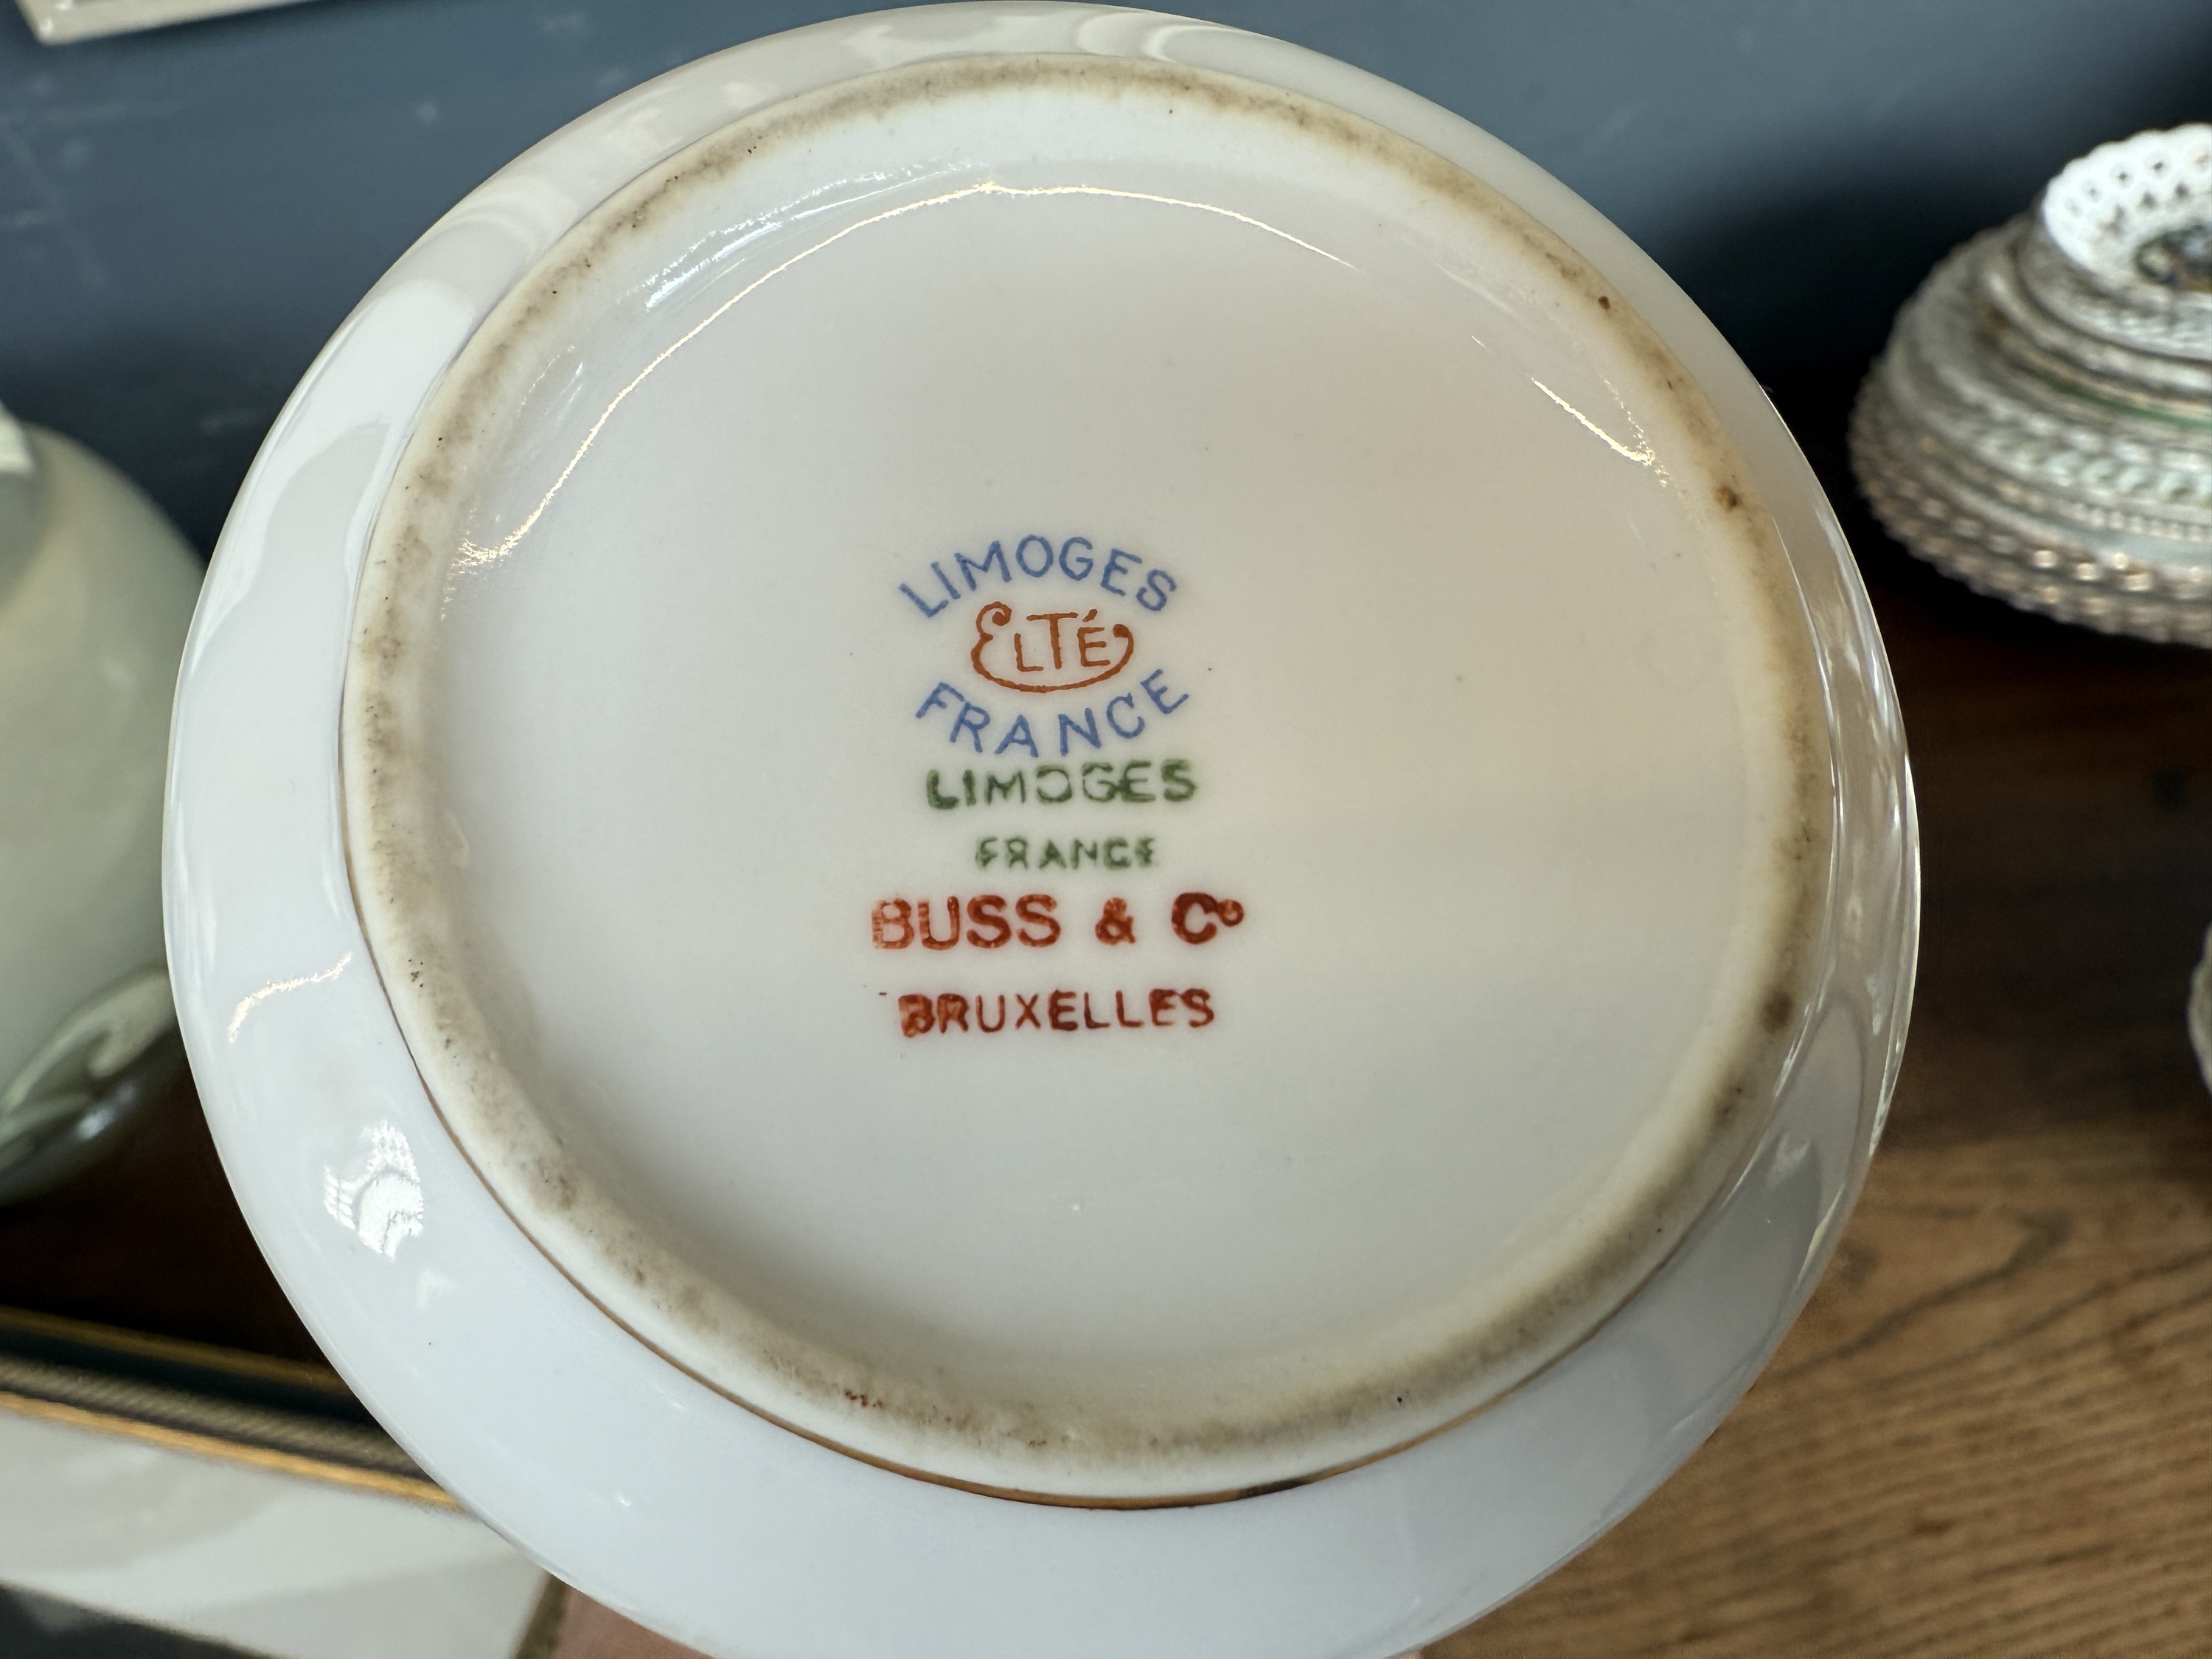 LIMOGES
ELTÉ
FRANCE
LIMOGES
FRANCE
BUSS & Cº
BRUXELLES